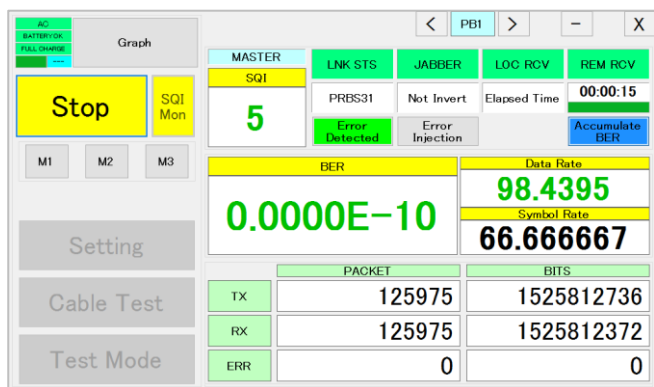 AC
BATTERY OK
FULL CHARGE
---
Graph
< PB1 > − X
Stop
SQI
Mon
M1 M2 M3
Setting
Cable Test
Test Mode
MASTER
SQI
5
LNK STS JABBER LOC RCV REM RCV
PRBS31 Not Invert Elapsed Time 00:00:15
Error
Detected
Error
Injection
Accumulate
BER
BER
0.0000E-10
Data Rate
98.4395
Symbol Rate
66.666667
PACKET BITS
TX 125975 1525812736
RX 125975 1525812372
ERR 0 0